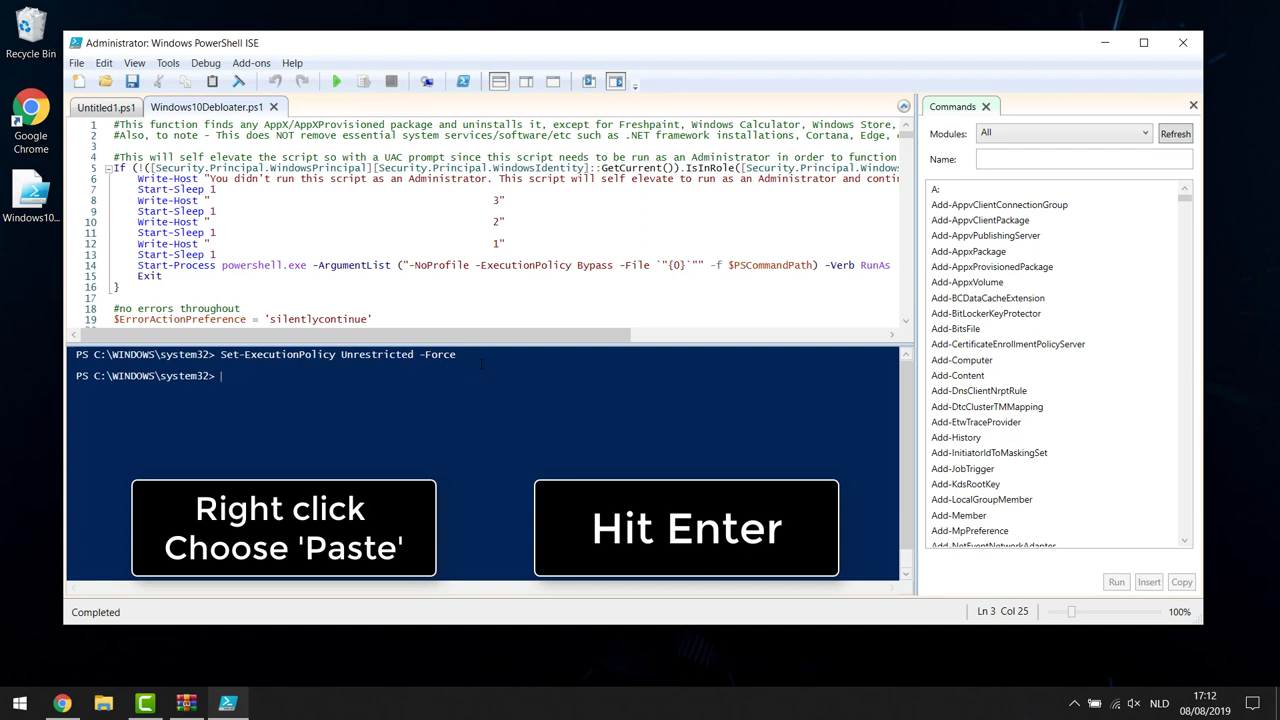 Recycle Bin
Google
Chrome
Windows10...
Administrator: Windows PowerShell ISE
File Edit View Tools Debug Add-ons Help
Untitled1.ps1 Windows10Debloater.ps1
1 #This function finds any AppX/AppXProvisioned package and uninstalls it, except for Freshpaint, Windows Calculator, Windows Store,
2 #Also, to note - This does NOT remove essential system services/software/etc such as .NET framework installations, Cortana, Edge,
3
4 #This will self elevate the script so with a UAC prompt since this script needs to be run as an Administrator in order to function
5 If (!([Security.Principal.WindowsPrincipal][Security.Principal.WindowsIdentity]::GetCurrent()).IsInRole([Security.Principal.Window
6 Write-Host "You didn't run this script as an Administrator. This script will self elevate to run as an Administrator and contin
7 Start-Sleep 1
8 Write-Host " 3"
9 Start-Sleep 1
10 Write-Host " 2"
11 Start-Sleep 1
12 Write-Host " 1"
13 Start-Sleep 1
14 Start-Process powershell.exe -ArgumentList ("-NoProfile -ExecutionPolicy Bypass -File `"{0}`"" -f $PSCommandPath) -Verb RunAs
15 Exit
16 }
17
18 #no errors throughout
19 $ErrorActionPreference = 'silentlycontinue'
PS C:\WINDOWS\system32> Set-ExecutionPolicy Unrestricted -Force
PS C:\WINDOWS\system32>
Right click
Choose 'Paste'
Hit Enter
Commands
Modules: All Refresh
Name:
A:
Add-AppvClientConnectionGroup
Add-AppvClientPackage
Add-AppvPublishingServer
Add-AppxPackage
Add-AppxProvisionedPackage
Add-AppxVolume
Add-BCDataCacheExtension
Add-BitLockerKeyProtector
Add-BitsFile
Add-CertificateEnrollmentPolicyServer
Add-Computer
Add-Content
Add-DnsClientNrptRule
Add-DtcClusterTMMapping
Add-EtwTraceProvider
Add-History
Add-InitiatorIdToMaskingSet
Add-JobTrigger
Add-KdsRootKey
Add-LocalGroupMember
Add-Member
Add-MpPreference
Add-NetEventNetworkAdapter
Run Insert Copy
Completed Ln 3 Col 25 100%
NLD
17:12
08/08/2019